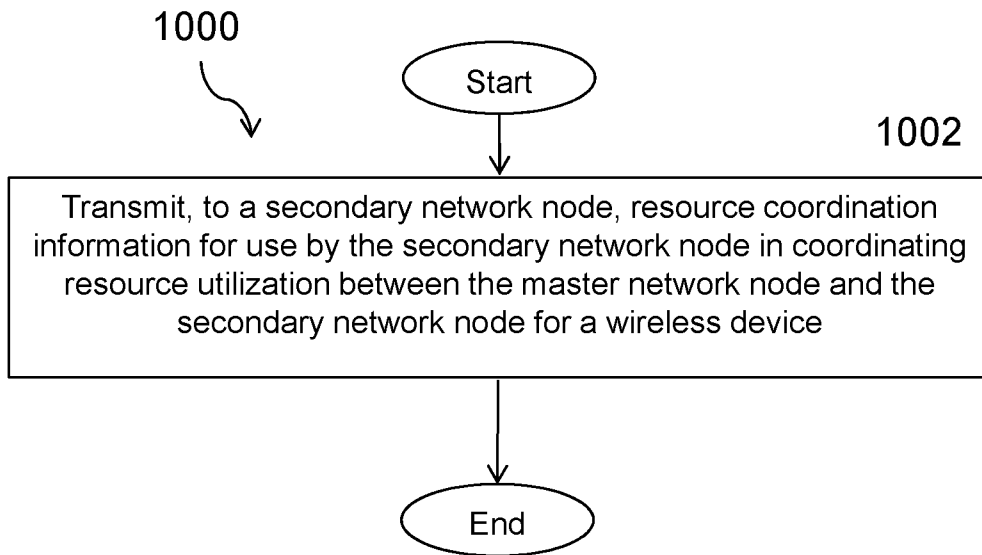 1000
Start
1002
Transmit, to a secondary network node, resource coordination
information for use by the secondary network node in coordinating
resource utilization between the master network node and the
secondary network node for a wireless device
End